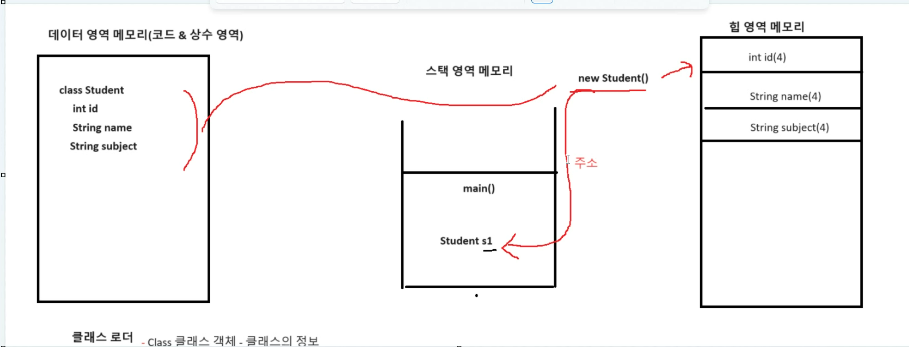 데이터 영역 메모리(코드 & 상수 영역)
class Student
int id
String name
String subject
스택 영역 메모리
main()
Student s1
new Student()
주소
힙 영역 메모리
int id(4)
String name(4)
String subject(4)
클래스 로더 - Class 클래스 객체 - 클래스의 정보